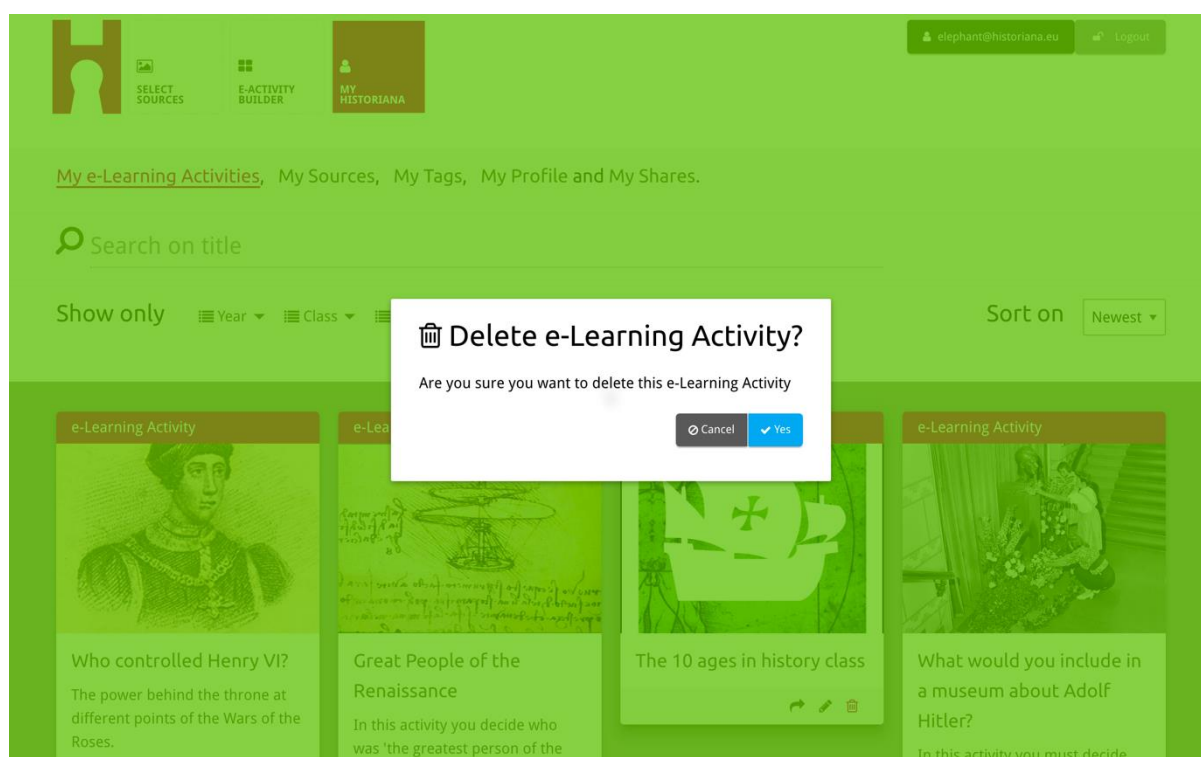 elephant@historiana.eu Logout
SELECT
SOURCES
E-ACTIVITY
BUILDER
MY
HISTORIANA
My e-Learning Activities, My Sources, My Tags, My Profile and My Shares.
Search on title
Show only Year Class
Sort on Newest
Delete e-Learning Activity?
Are you sure you want to delete this e-Learning Activity
Cancel Yes
e-Learning Activity
Who controlled Henry VI?
The power behind the throne at
different points of the Wars of the
Roses.
e-Lea
Great People of the
Renaissance
In this activity you decide who
was 'the greatest person of the
The 10 ages in history class
e-Learning Activity
What would you include in
a museum about Adolf
Hitler?
In this activity you must decide